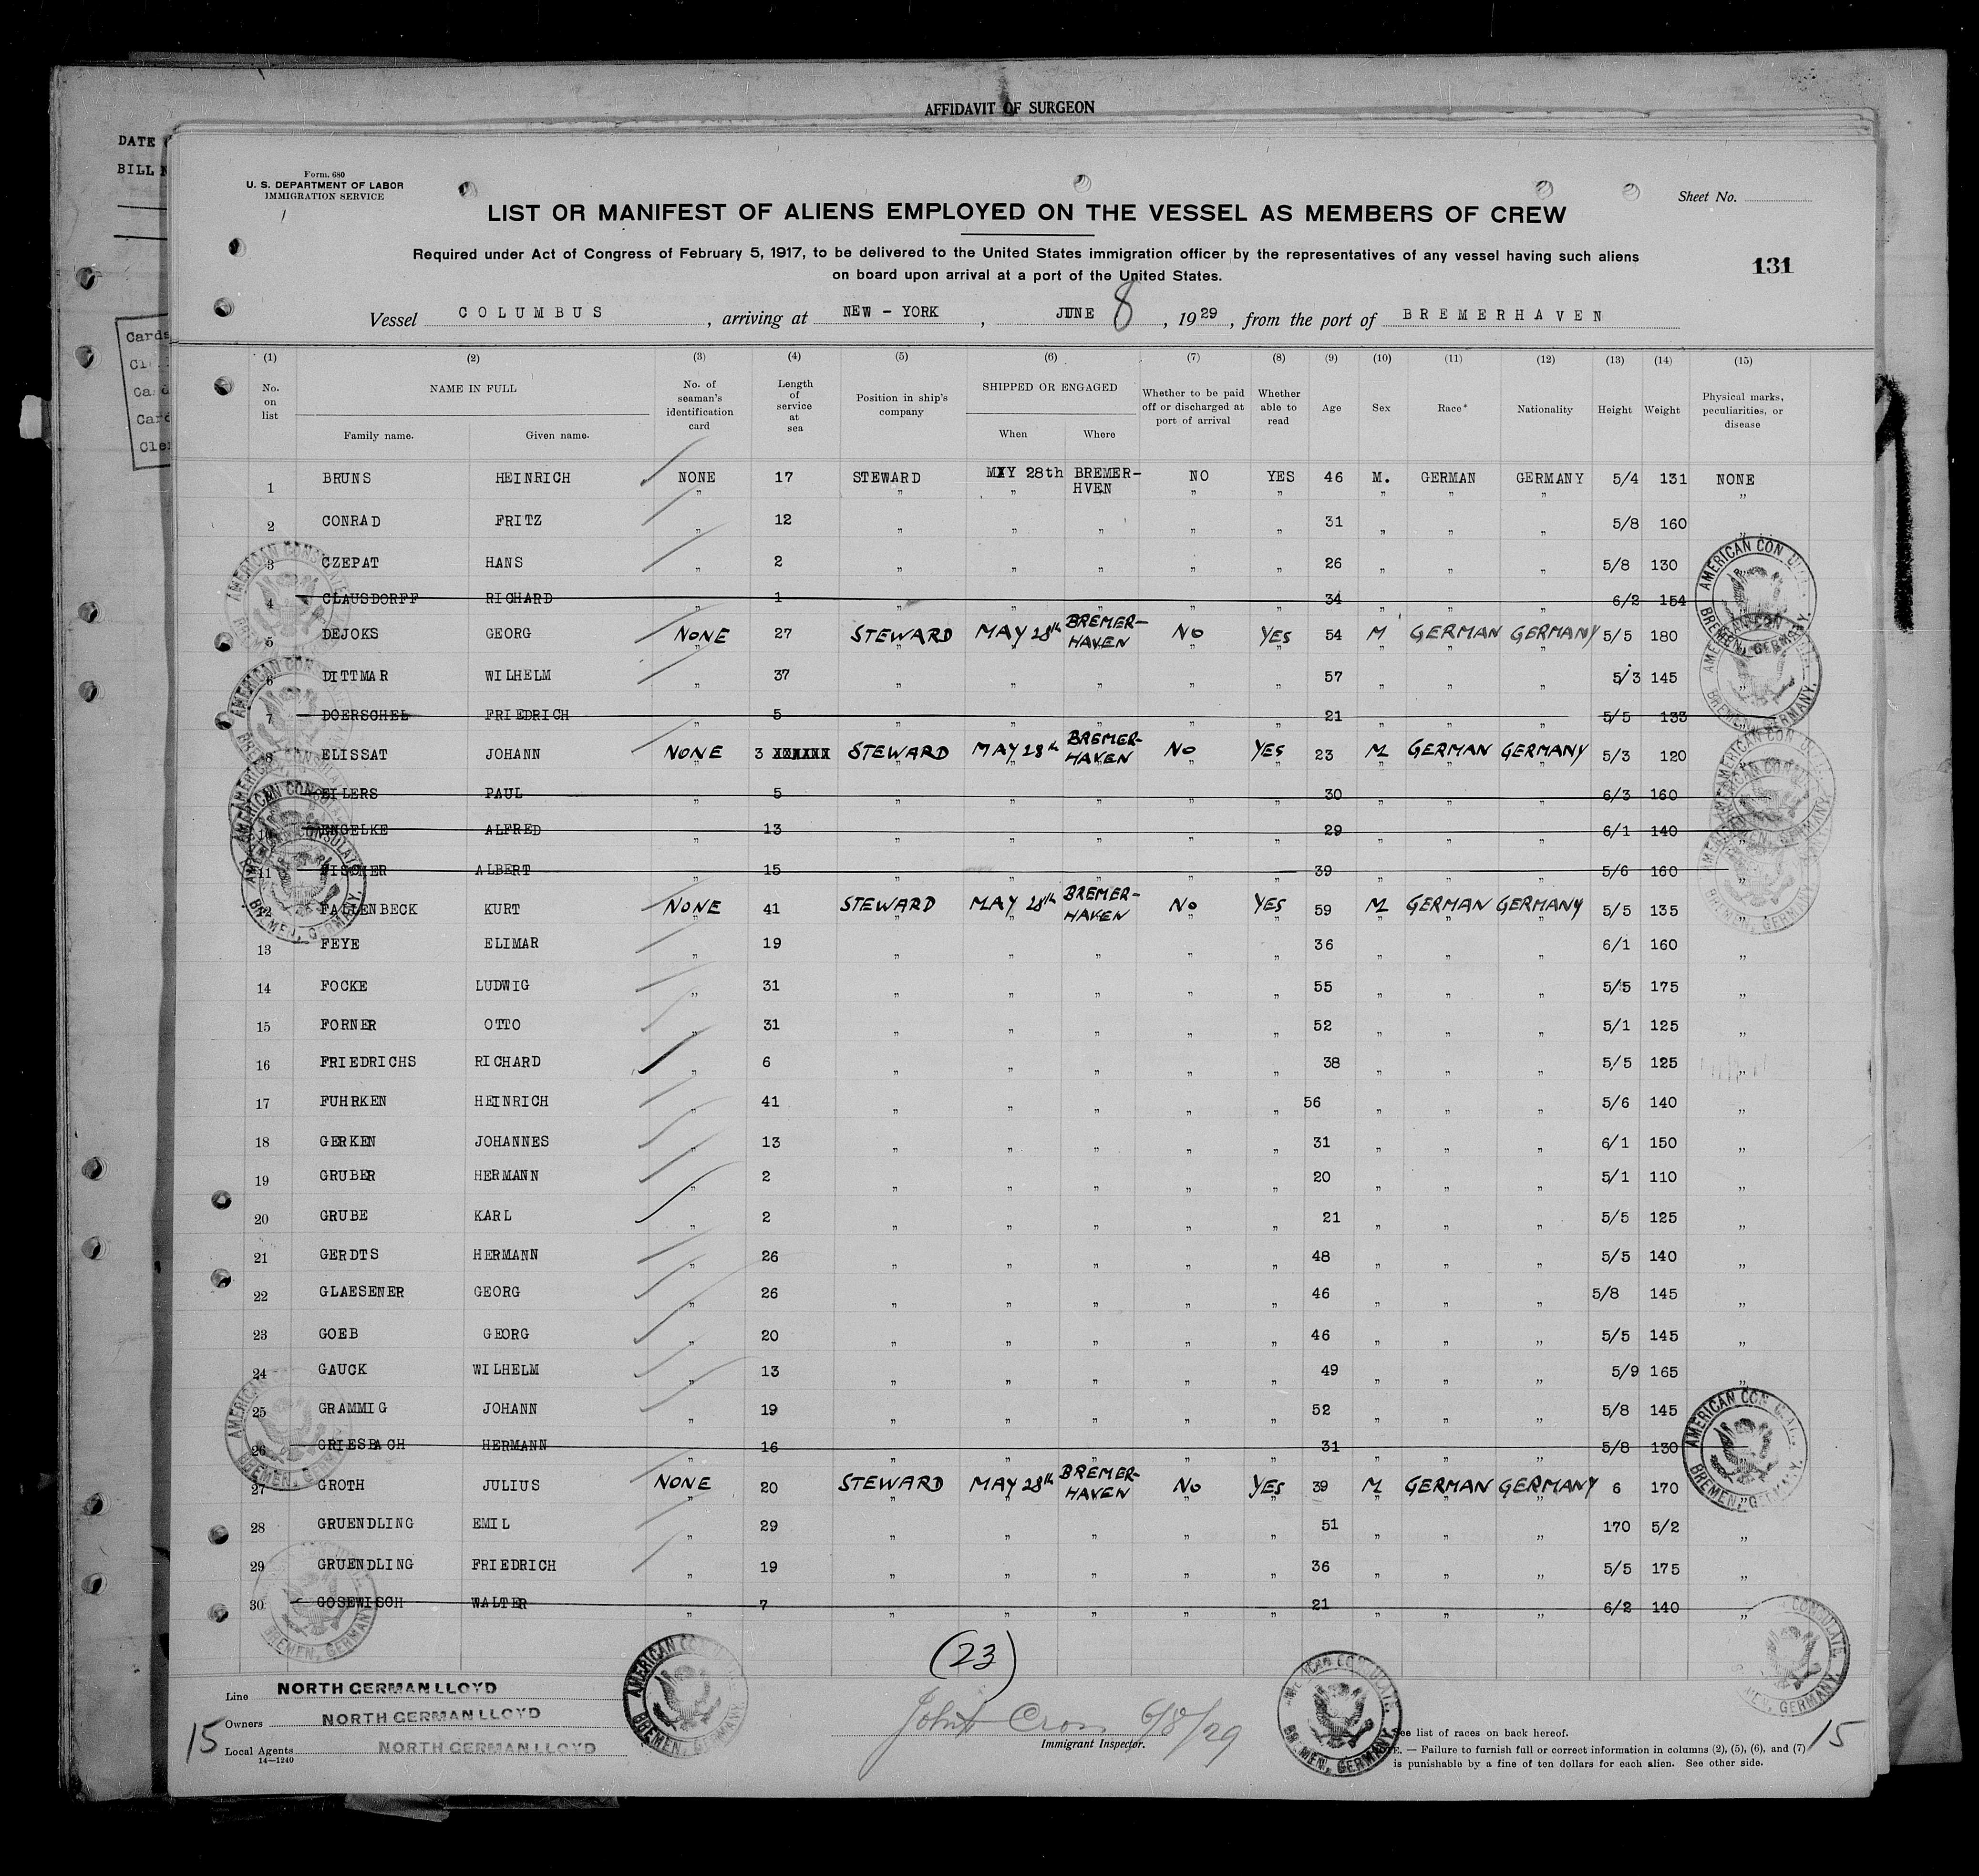 AFFIDAVIT OF SURGEON
DATE
BILL
Form. 680
U. S. DEPARTMENT OF LABOR
IMMIGRATION SERVICE
Sheet No.
LIST OR MANIFEST OF ALIENS EMPLOYED ON THE VESSEL AS MEMBERS OF CREW
Required under Act of Congress of February 5, 1917, to be delivered to the United States immigration officer by the representatives of any vessel having such aliens
on board upon arrival at a port of the United States.
131
Vessel COLUMBUS, arriving at NEW - YORK, JUNE 8, 1929, from the port of BREMERHAVEN
(1) (2) (3) (4) (5) (6) (7) (8) (9) (10) (11) (12) (13) (14) (15)
No. on list NAME IN FULL Family name. Given name. No. of seaman's identification card Length of service at sea Position in ship's company SHIPPED OR ENGAGED When Where Whether to be paid off or discharged at port of arrival Whether able to read Age Sex Race* Nationality Height Weight Physical marks, peculiarities, or disease
1 BRUNS HEINRICH NONE 17 STEWARD MAY 28th BREMER-HVEN NO YES 46 M. GERMAN GERMANY 5/4 131 NONE
2 CONRAD FRITZ " 12 " " " " " 31 " " " 5/8 160 "
3 CZEPAT HANS " 2 " " " " " 26 " " " 5/8 130 "
4 CLAUSDORFF RICHARD " 1 " " " " " 34 " " " 6/2 154
5 DEJOKS GEORG NONE 27 STEWARD MAY 28th BREMER-HAVEN NO YES 54 M GERMAN GERMANY 5/5 180
6 DITTMAR WILHELM " 37 " " " " " 57 " " " 5/3 145 "
7 DOERSCHEL FRIEDRICH " 5 " " " " " 21 " " " 5/5 133
8 ELISSAT JOHANN NONE 3 STEWARD MAY 28th BREMER-HAVEN NO YES 23 M GERMAN GERMANY 5/3 120
9 EILERS PAUL " 5 " " " " " 30 " " " 6/3 160
10 ENGELKE ALFRED " 13 " " " " " 29 " " " 6/1 140 "
11 FISCHER ALBERT " 15 " " " " " 39 " " " 5/6 160 "
12 FALLENBECK KURT NONE 41 STEWARD MAY 28th BREMER-HAVEN NO YES 59 M GERMAN GERMANY 5/5 135 "
13 FEYE ELIMAR " 19 " " " " " 36 " " " 6/1 160 "
14 FOCKE LUDWIG " 31 " " " " " 55 " " " 5/5 175 "
15 FORNER OTTO " 31 " " " " " 52 " " " 5/1 125 "
16 FRIEDRICHS RICHARD " 6 " " " " " 38 " " " 5/5 125 "
17 FUHRKEN HEINRICH " 41 " " " " " 56 " " " 5/6 140 "
18 GERKEN JOHANNES " 13 " " " " " 31 " " " 6/1 150 "
19 GRUBER HERMANN " 2 " " " " " 20 " " " 5/1 110 "
20 GRUBE KARL " 2 " " " " " 21 " " " 5/5 125 "
21 GERDTS HERMANN " 26 " " " " " 48 " " " 5/5 140 "
22 GLAESENER GEORG " 26 " " " " " 46 " " " 5/8 145 "
23 GOEB GEORG " 20 " " " " " 46 " " " 5/5 145 "
24 GAUCK WILHELM " 13 " " " " " 49 " " " 5/9 165 "
25 GRAMMIG JOHANN " 19 " " " " " 52 " " " 5/8 145
26 GRIESBACH HERMANN " 16 " " " " " 31 " " " 5/8 130
27 GROTH JULIUS NONE 20 STEWARD MAY 28th BREMER-HAVEN NO YES 39 M GERMAN GERMANY 6 170 "
28 GRUENDLING EMIL " 29 " " " " " 51 " " " 170 5/2 "
29 GRUENDLING FRIEDRICH " 19 " " " " " 36 " " " 5/5 175 "
30 GOSEWISCH WALTER " 7 " " " " " 21 " " " 6/2 140 "
(23)
Line NORTH GERMAN LLOYD
Owners NORTH GERMAN LLOYD
Local Agents NORTH GERMAN LLOYD
14—1240
15
AMERICAN CONSULATE BREMEN, GERMANY.
John Cross 6/8/29
Immigrant Inspector.
See list of races on back hereof.
— Failure to furnish full or correct information in columns (2), (5), (6), and (7)
is punishable by a fine of ten dollars for each alien. See other side.
15